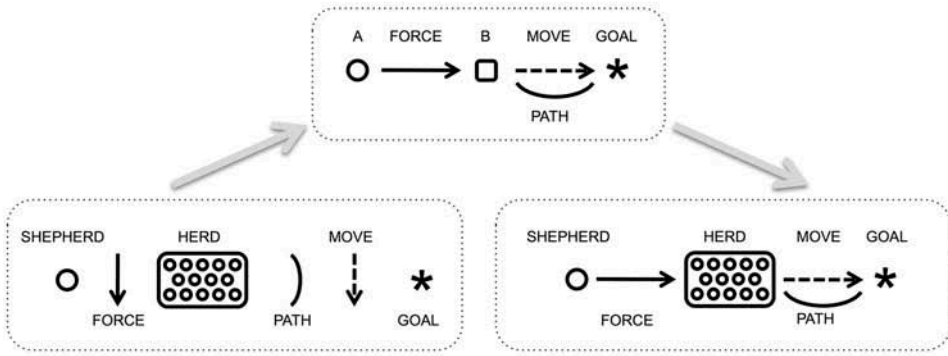 A FORCE B MOVE GOAL
PATH
SHEPHERD HERD MOVE
FORCE PATH GOAL
SHEPHERD HERD MOVE GOAL
FORCE PATH